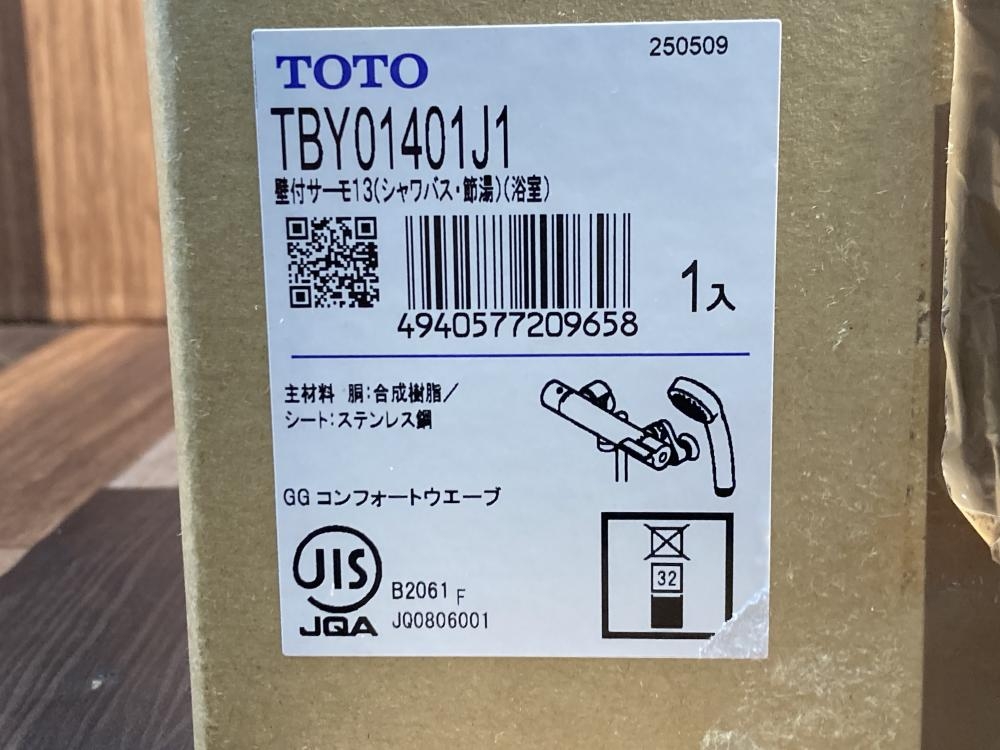 250509
TOTO
TBY01401J1
壁付サーモ13(シャワバス・節湯)(浴室)
4940577209658
1入
主材料 胴:合成樹脂/
シート:ステンレス鋼
GG コンフォートウエーブ
JIS
B2061 F
JQA
JQ0806001
32